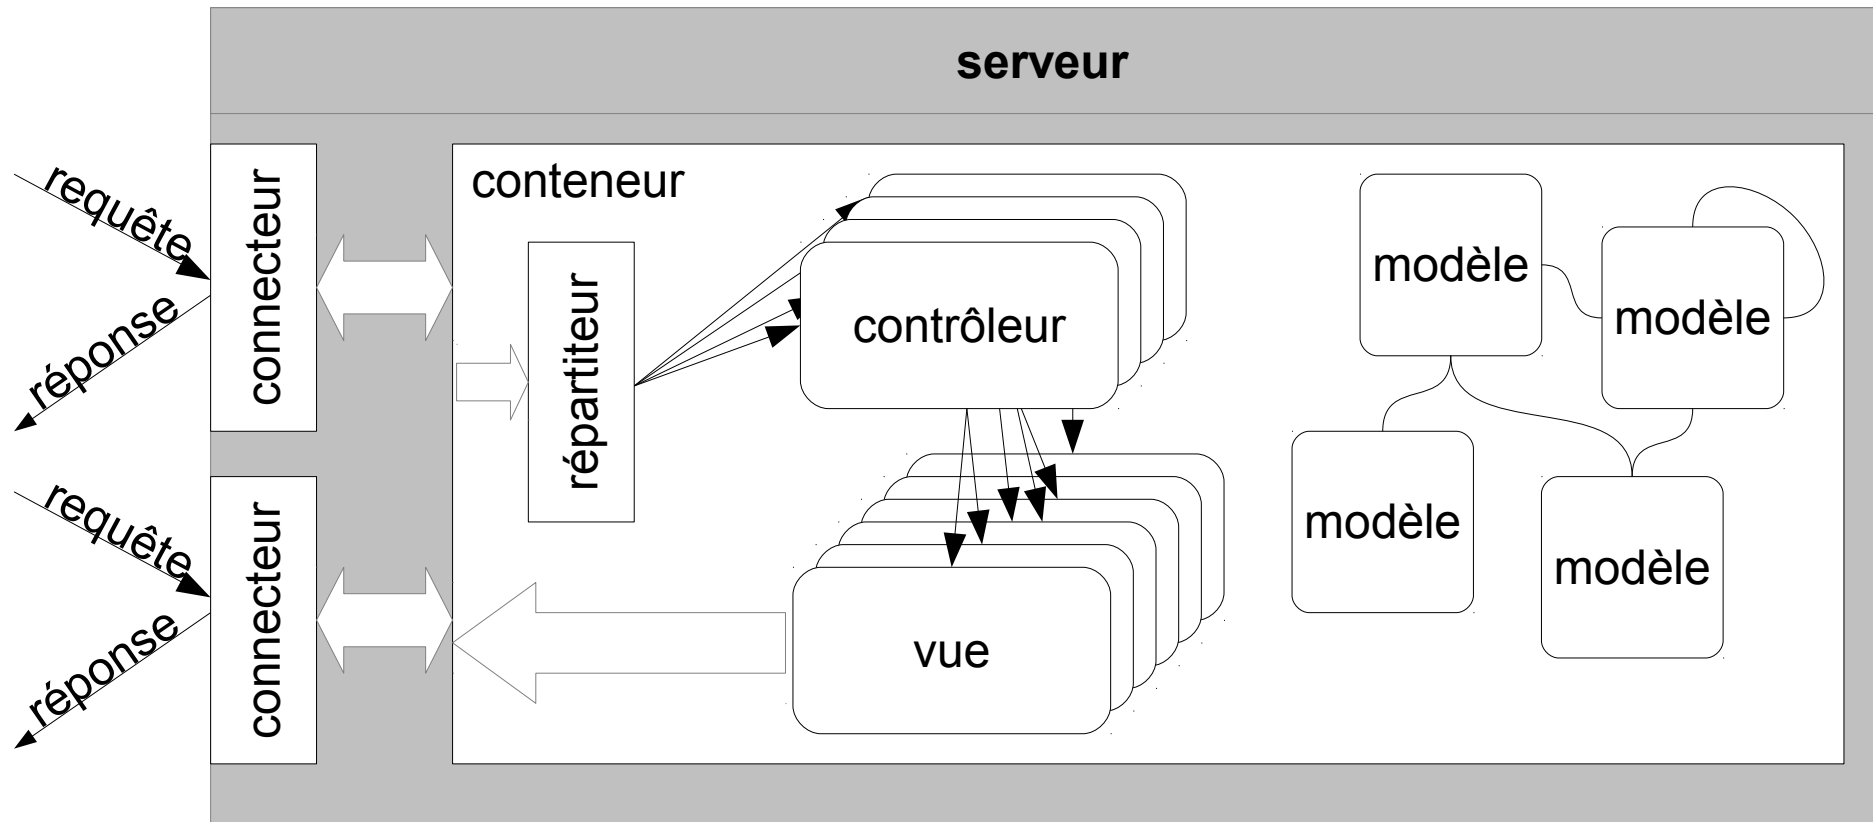 serveur
requête
réponse
connecteur
conteneur
répartiteur
contrôleur
modèle
modèle
requête
réponse
connecteur
vue
modèle
modèle